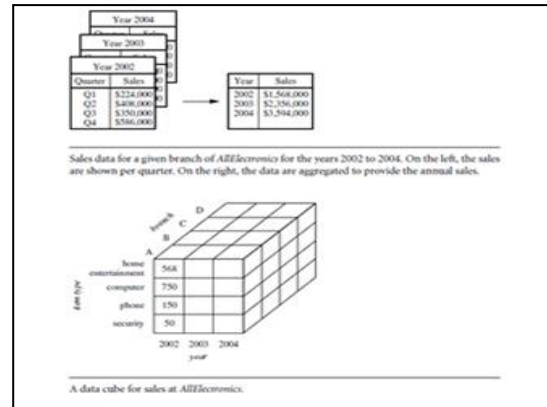 Year 2004
Year 2003
Year 2002
Quarter Sales
Q1 $224,000
Q2 $408,000
Q3 $350,000
Q4 $586,000
Year Sales
2002 $1,568,000
2003 $2,356,000
2004 $3,594,000
Sales data for a given branch of AllElectronics for the years 2002 to 2004. On the left, the sales
are shown per quarter. On the right, the data are aggregated to provide the annual sales.
branch
D
C
B
A
home
entertainment
568
computer
750
phone
150
security
50
item type
2002 2003 2004
year
A data cube for sales at AllElectronics.